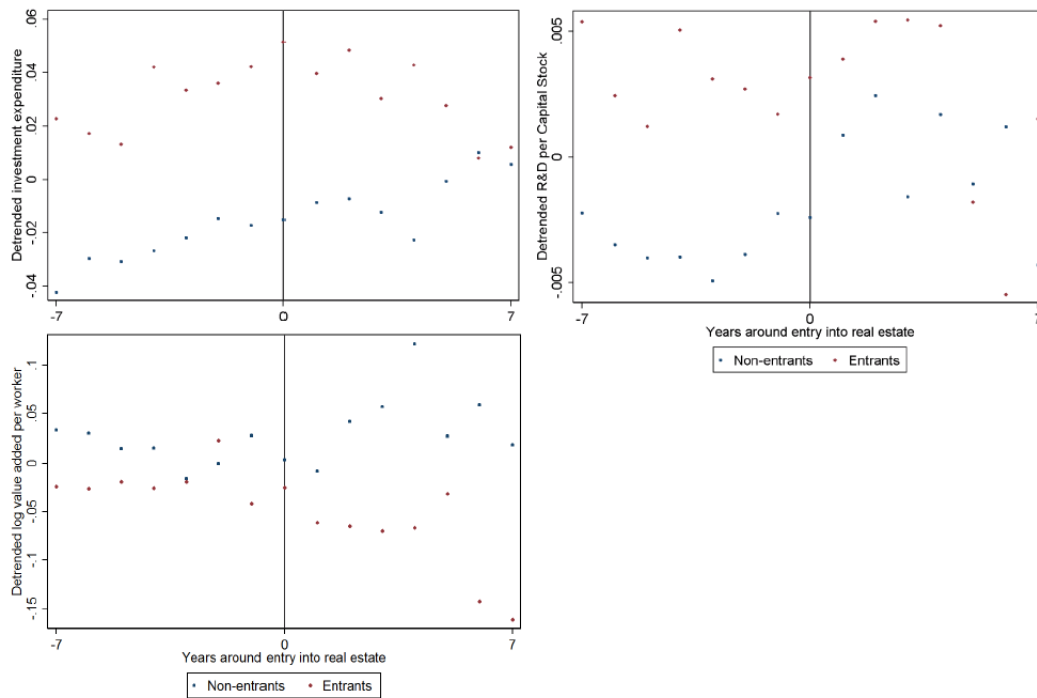 Detrended investment expenditure
.06
.04
.02
0
-.02
-.04
-7
0
7
Detrended R&D per Capital Stock
.005
0
-.005
-7
0
7
Years around entry into real estate
Non-entrants
Entrants
Detrended log value added per worker
.1
.05
0
-.05
-.1
-.15
-7
0
7
Years around entry into real estate
Non-entrants
Entrants